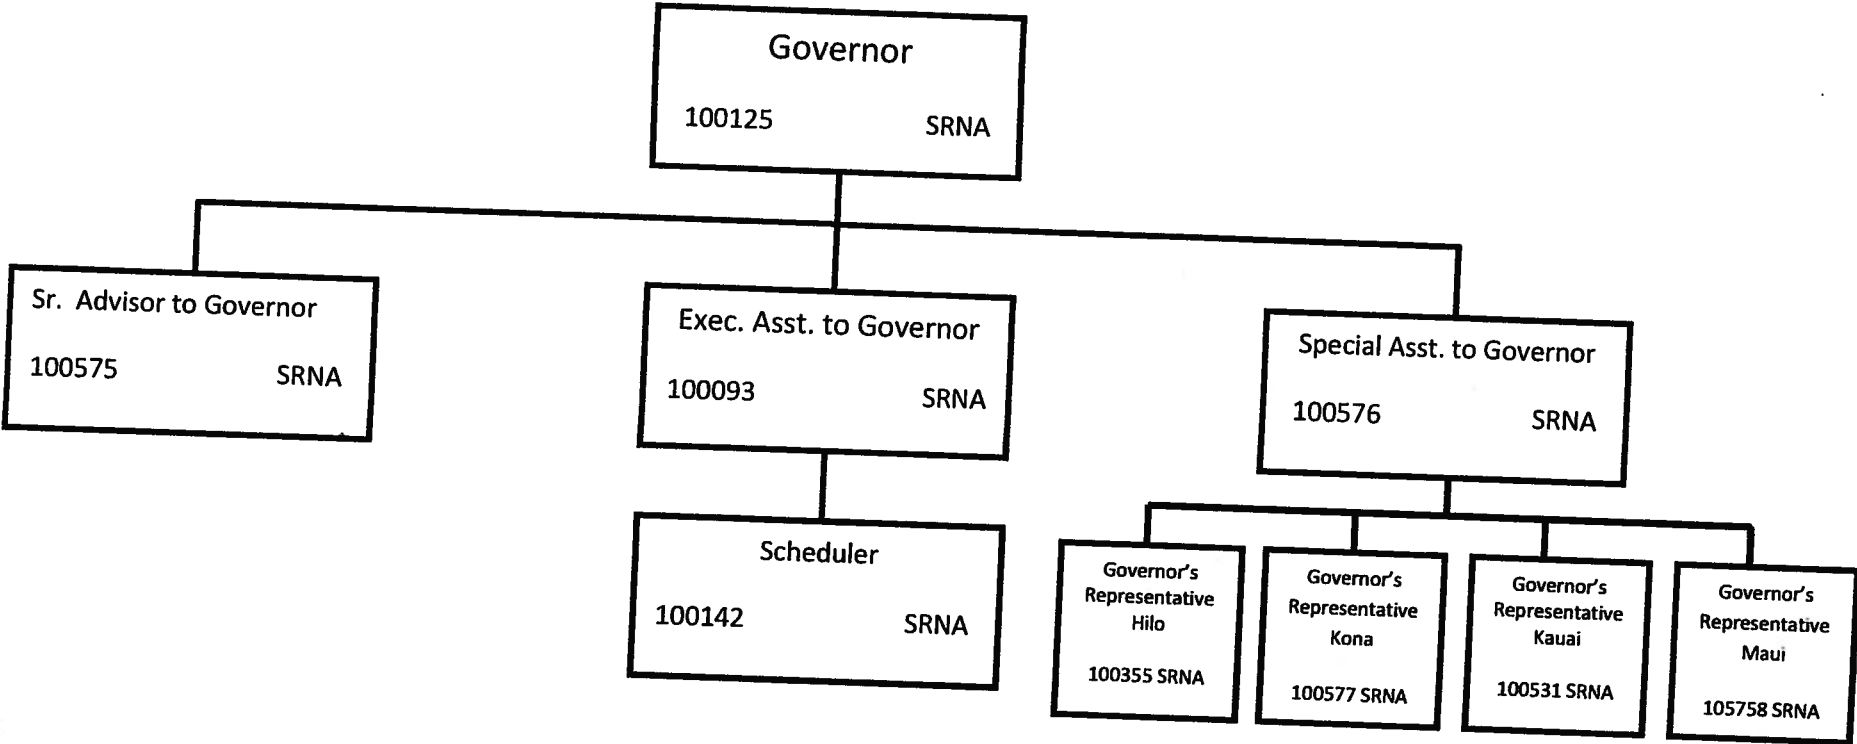 Governor
100125 SRNA
Sr. Advisor to Governor
100575 SRNA
Exec. Asst. to Governor
100093 SRNA
Special Asst. to Governor
100576 SRNA
Scheduler
100142 SRNA
Governor's
Representative
Hilo
100355 SRNA
Governor's
Representative
Kona
100577 SRNA
Governor's
Representative
Kauai
100531 SRNA
Governor's
Representative
Maui
105758 SRNA